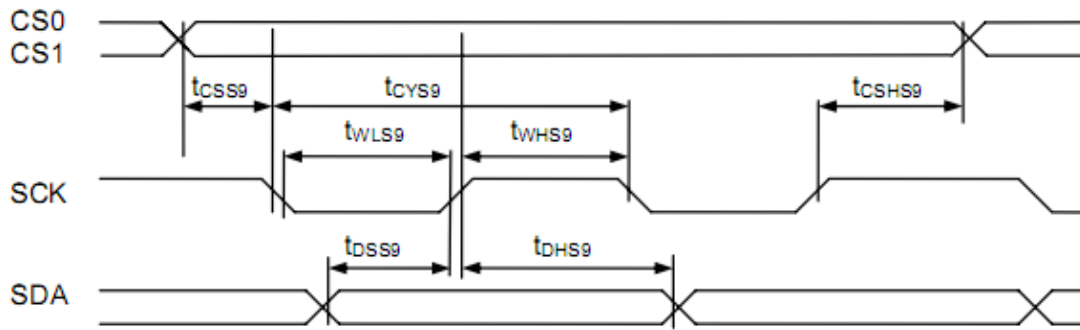 CS0
CS1
tCSS9 tCYS9 tCSHS9
tWLS9 tWHS9
SCK
tDSS9 tDHS9
SDA